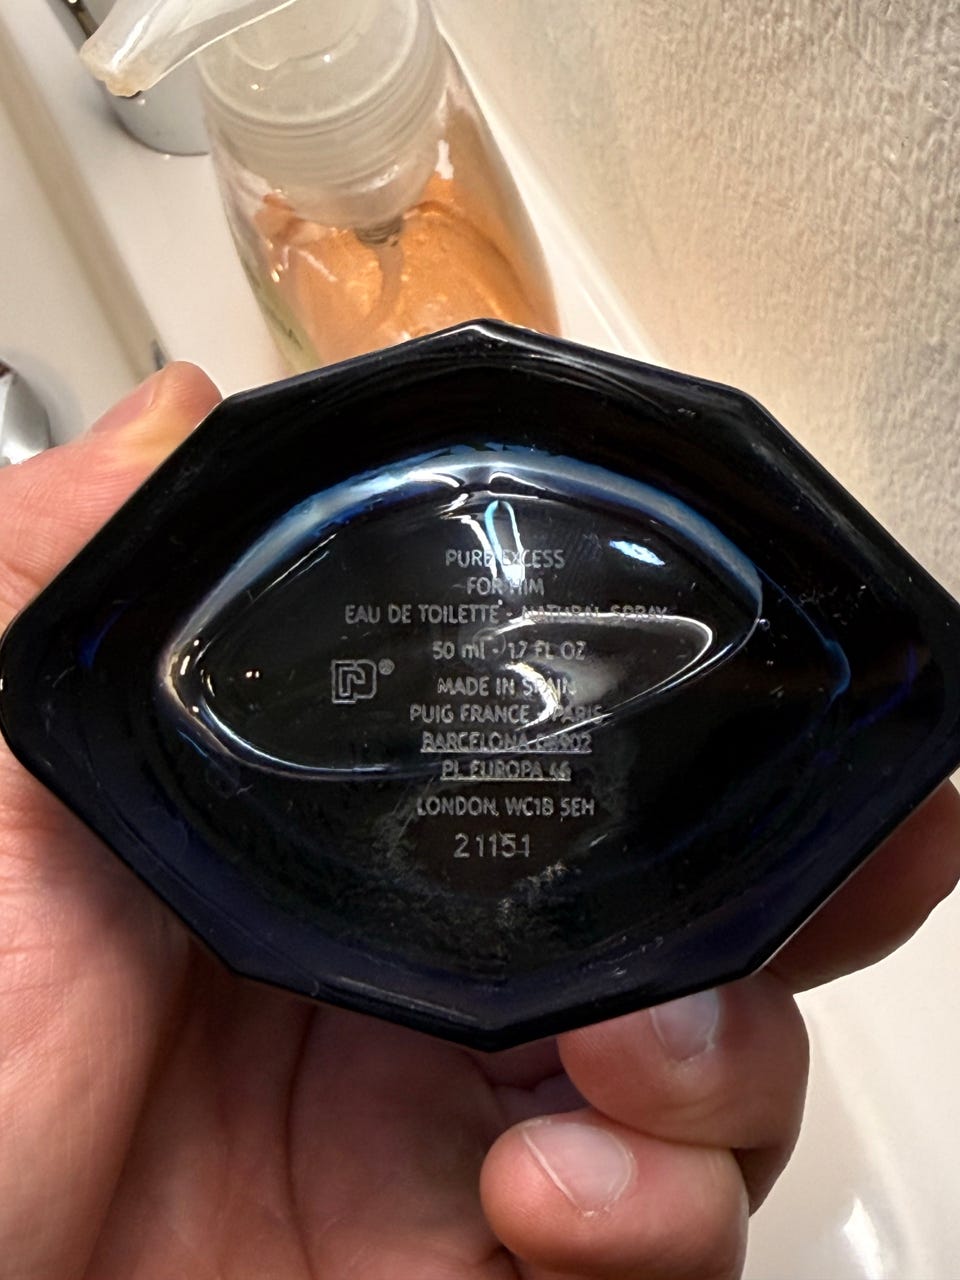 PURE EXCESS
FOR HIM
EAU DE TOILETTE - NATURAL SPRAY
50 ml - 1.7 FL OZ
®
MADE IN SPAIN
PUIG FRANCE - PARIS
BARCELONA 08902
PL. EUROPA 46
LONDON, WC1B 5EH
21151